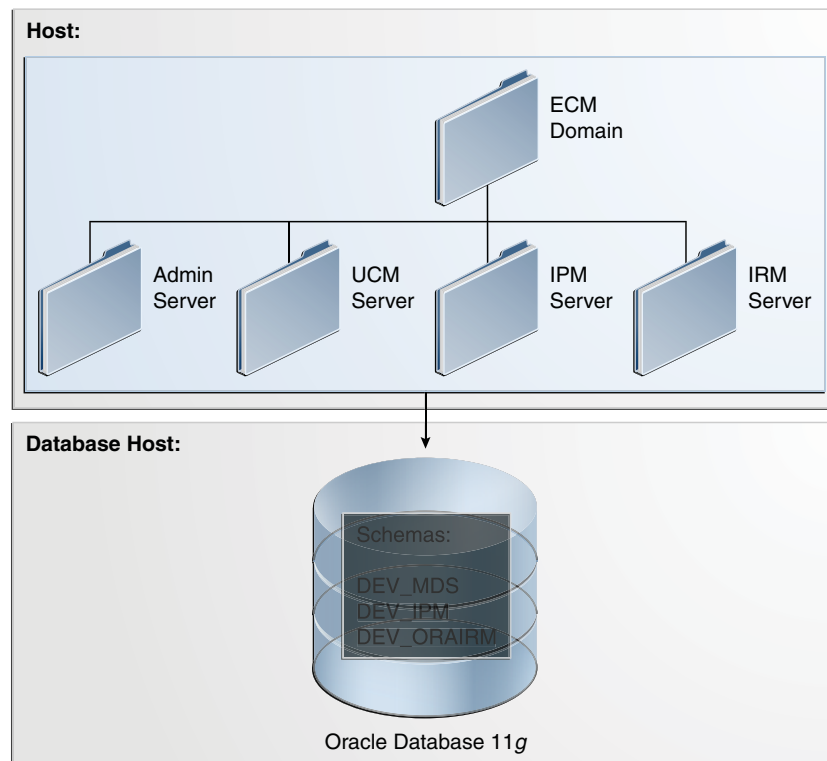 Host:
ECM
Domain
Admin
Server
UCM
Server
IPM
Server
IRM
Server
Database Host:
Schemas:
DEV_MDS
DEV_IPM
DEV_ORAIRM
Oracle Database 11g